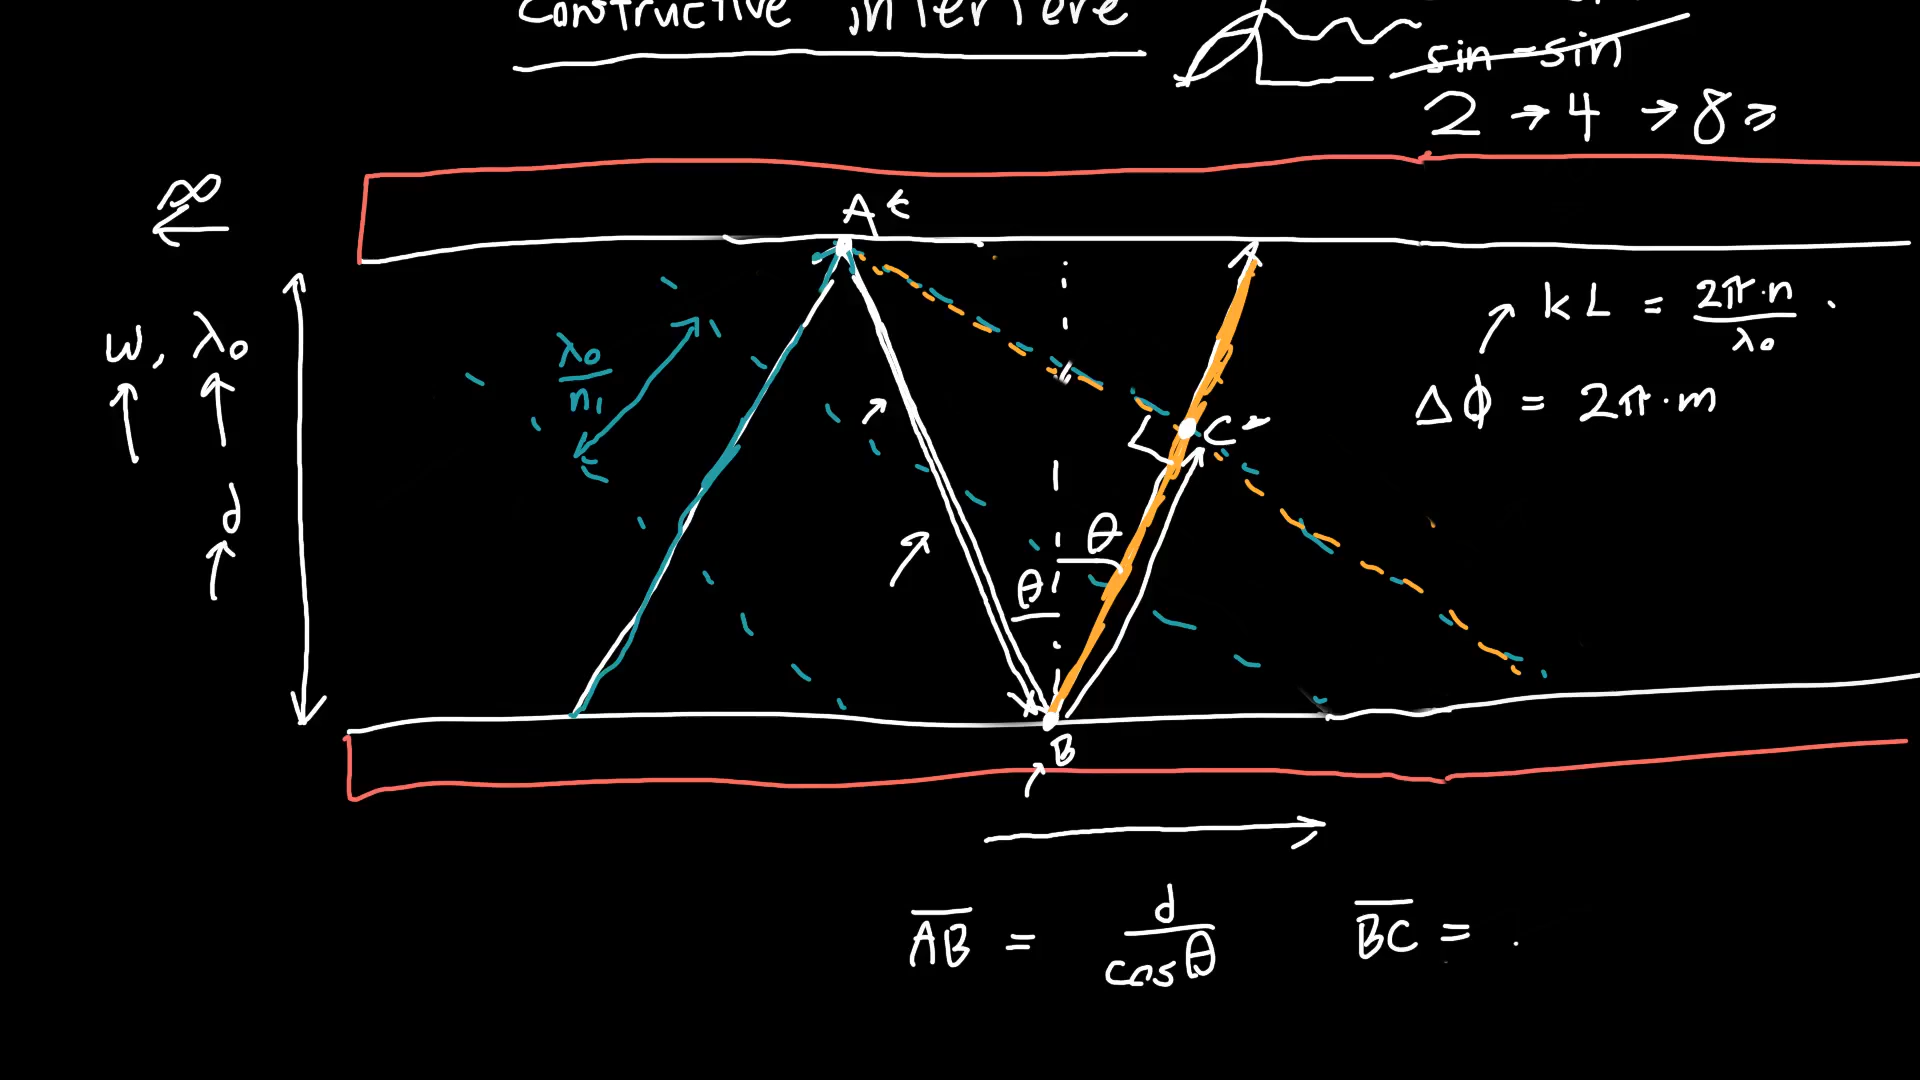 constructive interfere
sin = sin
2 → 4 → 8 »
∞
←
A
ω, λ₀
λ₀/n₁
kL = 2π·n/λ₀ ·
Δϕ = 2π·m
C
d
θ
θ
B
AB = d/cosθ BC = .